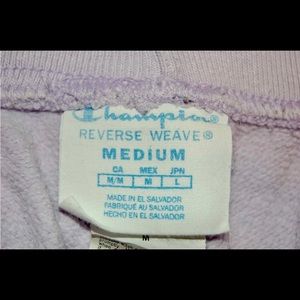 Champion
REVERSE WEAVE®
MEDIUM
CA MEX JPN
M/M M L
MADE IN EL SALVADOR
FABRIQUÉ AU SALVADOR
HECHO EN EL SALVADOR
M